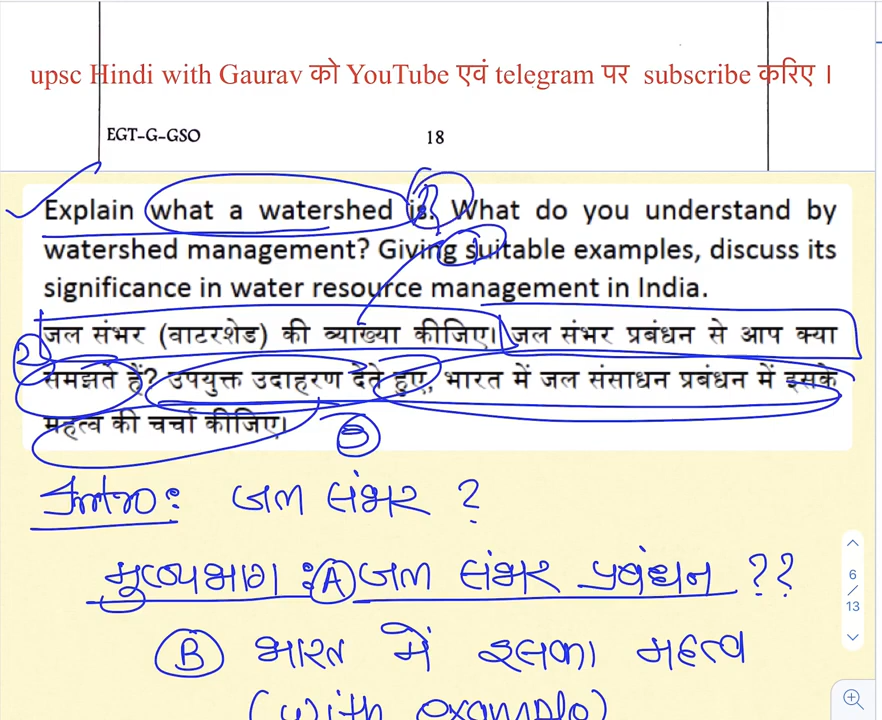 upsc Hindi with Gaurav को YouTube एवं telegram पर subscribe करिए ।
EGT-G-GSO 18
Explain what a watershed is. What do you understand by
watershed management? Giving suitable examples, discuss its
significance in water resource management in India.
जल संभर (वाटरशेड) की व्याख्या कीजिए। जल संभर प्रबंधन से आप क्या
समझते हैं? उपयुक्त उदाहरण देते हुए, भारत में जल संसाधन प्रबंधन में इसके
महत्व की चर्चा कीजिए।
Intro: जल संभर ?
मुख्यभाग : A जल संभर प्रबंधन ??
B भारत में इसका महत्व
(with example)
6
/
13